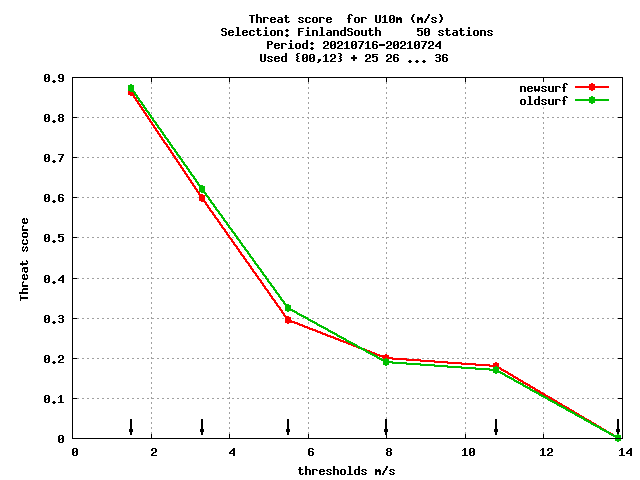 Threat score  for U10m (m/s)
Selection: FinlandSouth     50 stations
Period: 20210716-20210724
Used {00,12} + 25 26 ... 36
newsurf
oldsurf
0.9
0.8
0.7
0.6
0.5
0.4
0.3
0.2
0.1
0
Threat score
0 2 4 6 8 10 12 14
thresholds m/s